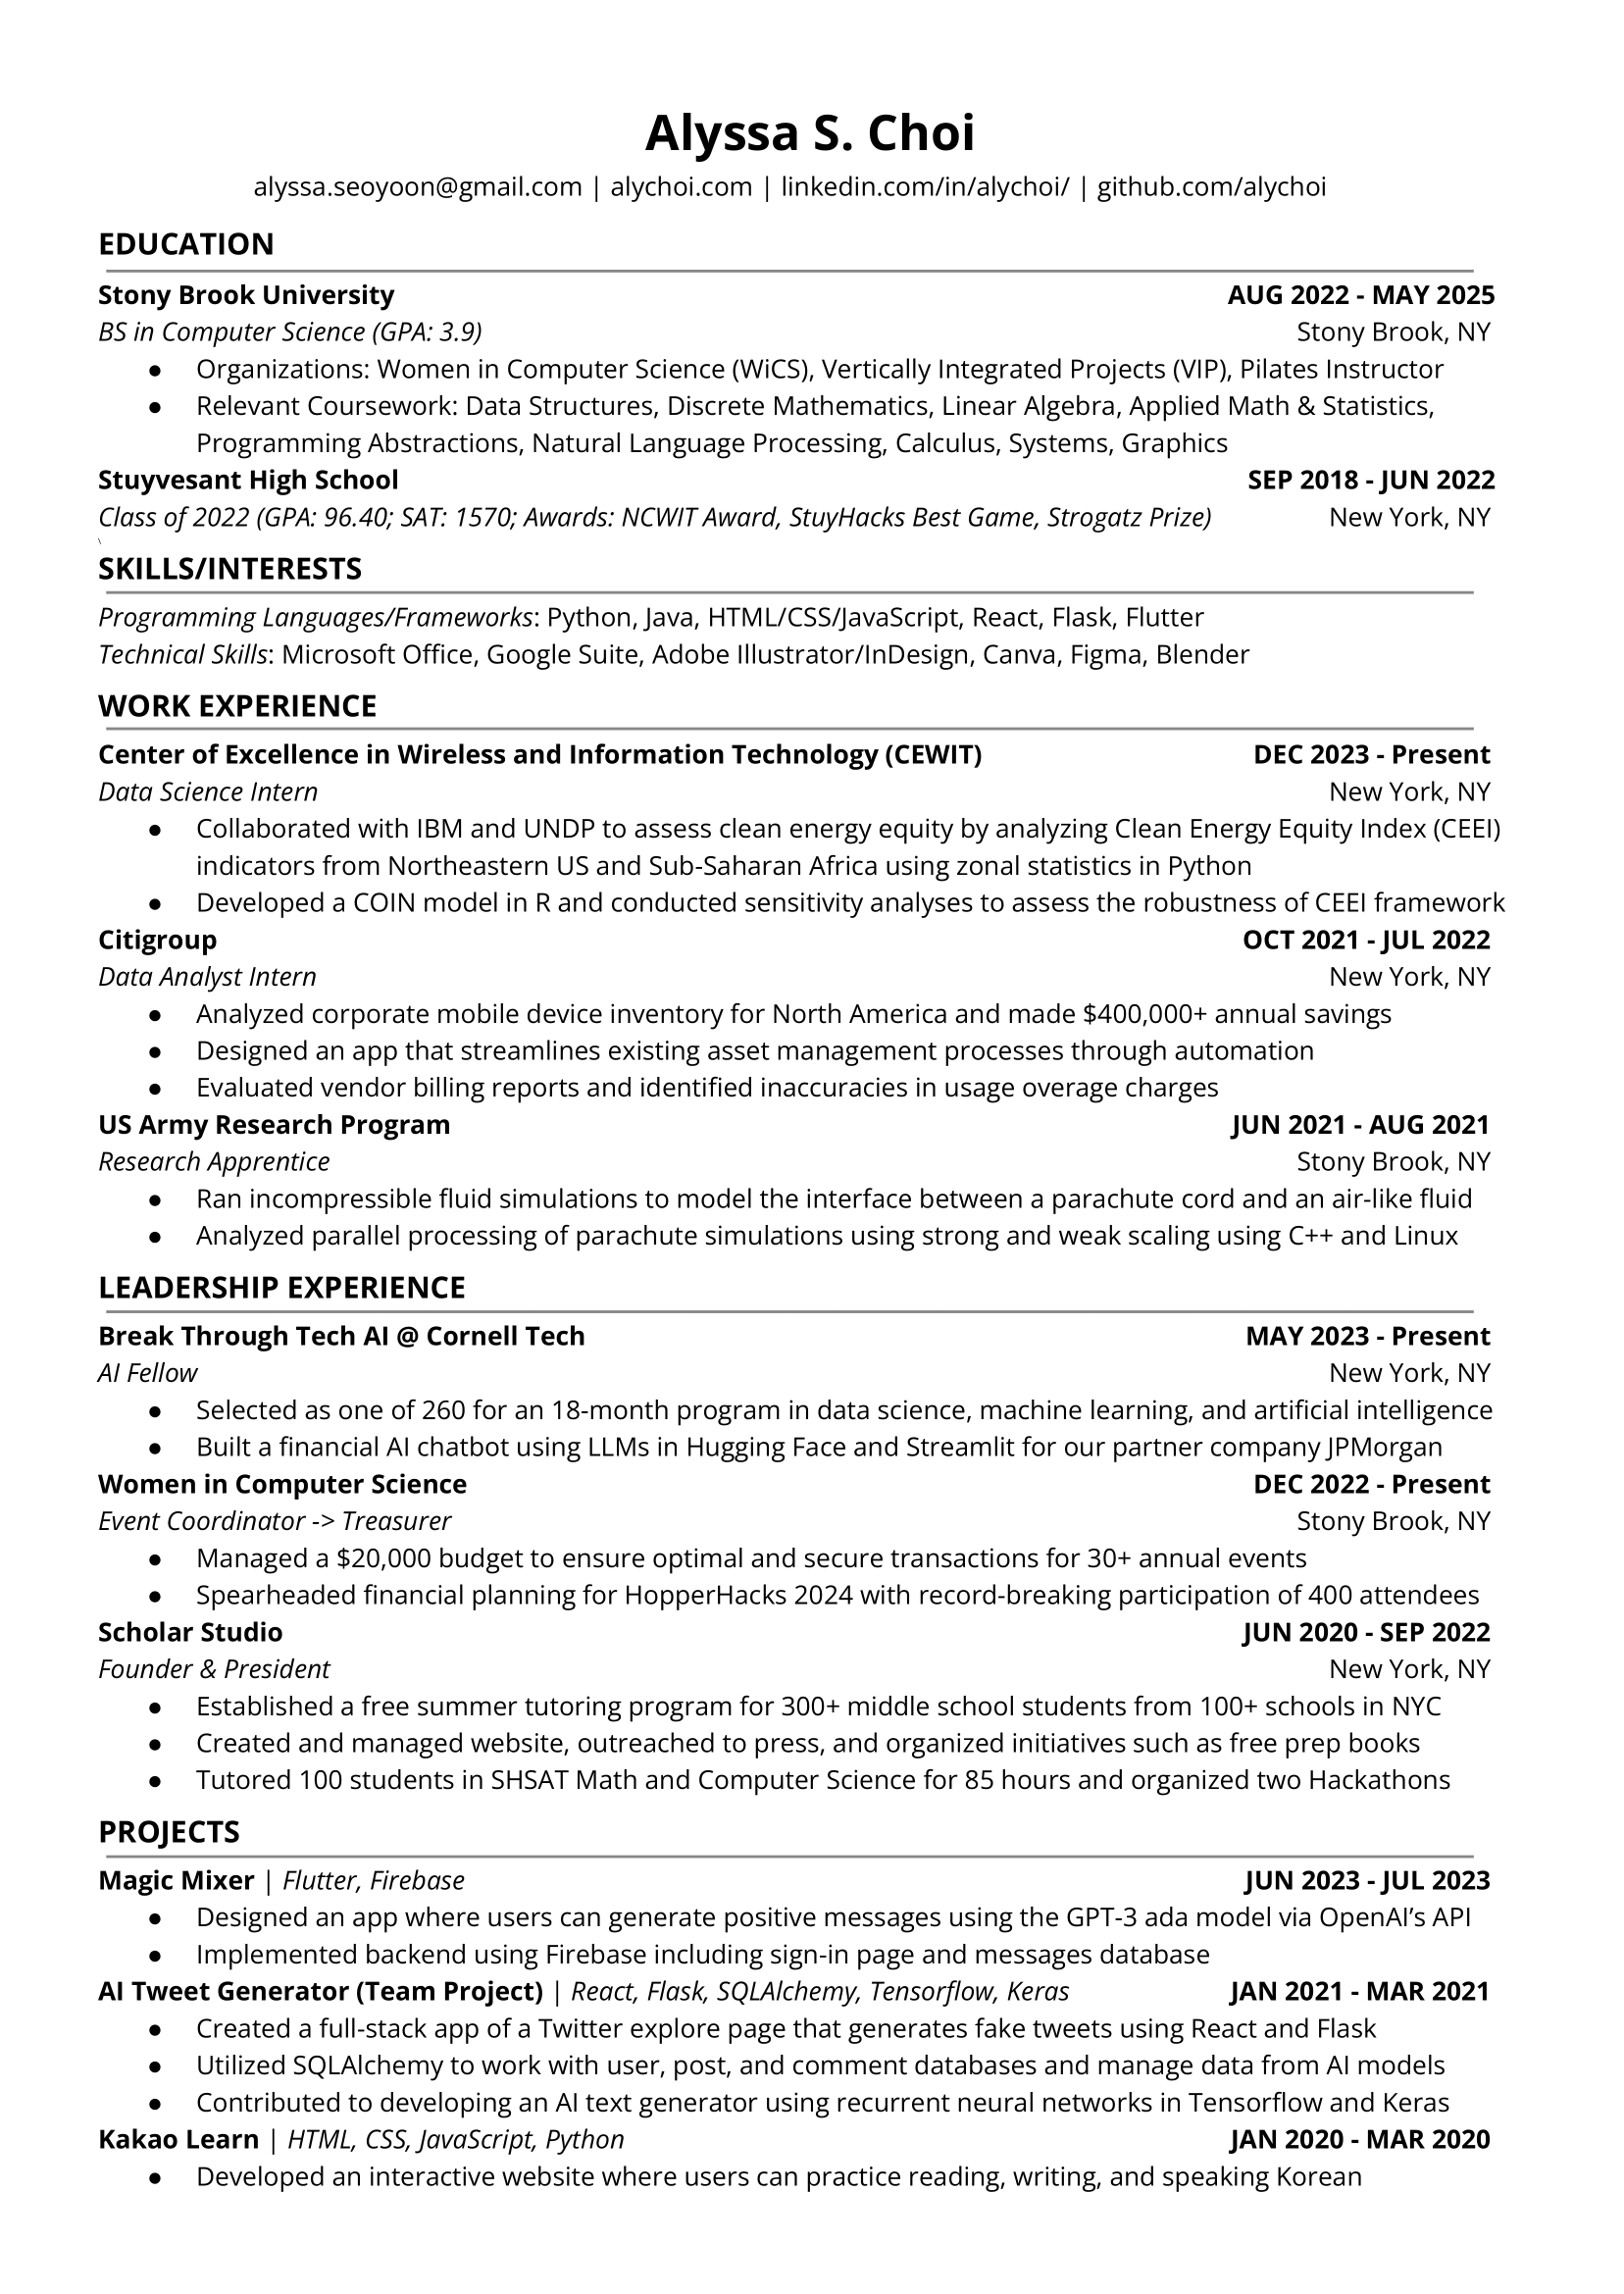 Alyssa S. Choi
alyssa.seoyoon@gmail.com | alychoi.com | linkedin.com/in/alychoi/ | github.com/alychoi
EDUCATION
Stony Brook University AUG 2022 - MAY 2025
BS in Computer Science (GPA: 3.9) Stony Brook, NY
● Organizations: Women in Computer Science (WiCS), Vertically Integrated Projects (VIP), Pilates Instructor
● Relevant Coursework: Data Structures, Discrete Mathematics, Linear Algebra, Applied Math & Statistics,
Programming Abstractions, Natural Language Processing, Calculus, Systems, Graphics
Stuyvesant High School SEP 2018 - JUN 2022
Class of 2022 (GPA: 96.40; SAT: 1570; Awards: NCWIT Award, StuyHacks Best Game, Strogatz Prize) New York, NY
\
SKILLS/INTERESTS
Programming Languages/Frameworks: Python, Java, HTML/CSS/JavaScript, React, Flask, Flutter
Technical Skills: Microsoft Office, Google Suite, Adobe Illustrator/InDesign, Canva, Figma, Blender
WORK EXPERIENCE
Center of Excellence in Wireless and Information Technology (CEWIT) DEC 2023 - Present
Data Science Intern New York, NY
● Collaborated with IBM and UNDP to assess clean energy equity by analyzing Clean Energy Equity Index (CEEI)
indicators from Northeastern US and Sub-Saharan Africa using zonal statistics in Python
● Developed a COIN model in R and conducted sensitivity analyses to assess the robustness of CEEI framework
Citigroup OCT 2021 - JUL 2022
Data Analyst Intern New York, NY
● Analyzed corporate mobile device inventory for North America and made $400,000+ annual savings
● Designed an app that streamlines existing asset management processes through automation
● Evaluated vendor billing reports and identified inaccuracies in usage overage charges
US Army Research Program JUN 2021 - AUG 2021
Research Apprentice Stony Brook, NY
● Ran incompressible fluid simulations to model the interface between a parachute cord and an air-like fluid
● Analyzed parallel processing of parachute simulations using strong and weak scaling using C++ and Linux
LEADERSHIP EXPERIENCE
Break Through Tech AI @ Cornell Tech MAY 2023 - Present
AI Fellow New York, NY
● Selected as one of 260 for an 18-month program in data science, machine learning, and artificial intelligence
● Built a financial AI chatbot using LLMs in Hugging Face and Streamlit for our partner company JPMorgan
Women in Computer Science DEC 2022 - Present
Event Coordinator -> Treasurer Stony Brook, NY
● Managed a $20,000 budget to ensure optimal and secure transactions for 30+ annual events
● Spearheaded financial planning for HopperHacks 2024 with record-breaking participation of 400 attendees
Scholar Studio JUN 2020 - SEP 2022
Founder & President New York, NY
● Established a free summer tutoring program for 300+ middle school students from 100+ schools in NYC
● Created and managed website, outreached to press, and organized initiatives such as free prep books
● Tutored 100 students in SHSAT Math and Computer Science for 85 hours and organized two Hackathons
PROJECTS
Magic Mixer | Flutter, Firebase JUN 2023 - JUL 2023
● Designed an app where users can generate positive messages using the GPT-3 ada model via OpenAI’s API
● Implemented backend using Firebase including sign-in page and messages database
AI Tweet Generator (Team Project) | React, Flask, SQLAlchemy, Tensorflow, Keras JAN 2021 - MAR 2021
● Created a full-stack app of a Twitter explore page that generates fake tweets using React and Flask
● Utilized SQLAlchemy to work with user, post, and comment databases and manage data from AI models
● Contributed to developing an AI text generator using recurrent neural networks in Tensorflow and Keras
Kakao Learn | HTML, CSS, JavaScript, Python JAN 2020 - MAR 2020
● Developed an interactive website where users can practice reading, writing, and speaking Korean